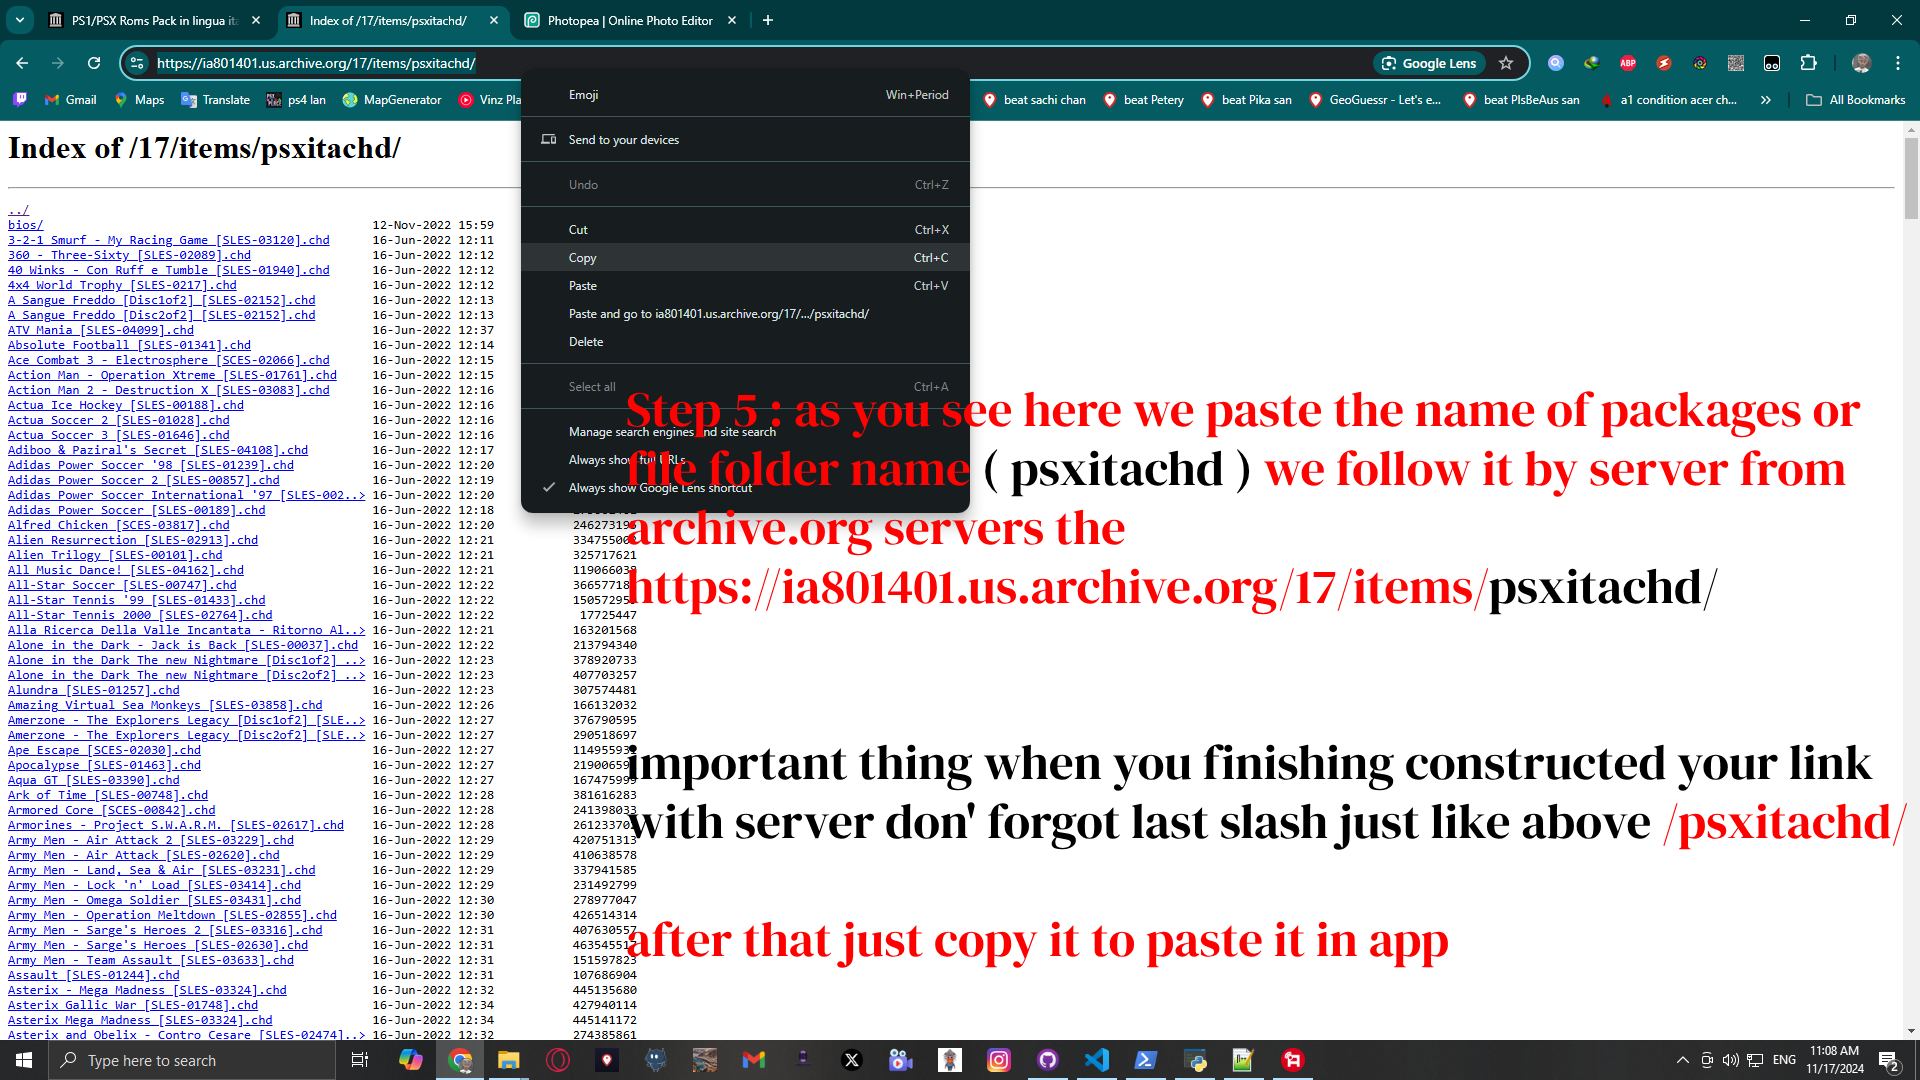 PS1/PSX Roms Pack in lingua it
Index of /17/items/psxitachd/
Photopea | Online Photo Editor
https://ia801401.us.archive.org/17/items/psxitachd/
Google Lens
ABP
Gmail
Maps
Translate
ps4 lan
MapGenerator
Vinz Pla
beat sachi chan
beat Petery
beat Pika san
GeoGuessr - Let's e...
beat PlsBeAus san
a1 condition acer ch...
All Bookmarks
Emoji Win+Period
Send to your devices
Undo Ctrl+Z
Cut Ctrl+X
Copy Ctrl+C
Paste Ctrl+V
Paste and go to ia801401.us.archive.org/17/.../psxitachd/
Delete
Select all Ctrl+A
Manage search engines and site search
Always show full URLs
Always show Google Lens shortcut
Index of /17/items/psxitachd/
../
bios/ 12-Nov-2022 15:59
3-2-1 Smurf - My Racing Game [SLES-03120].chd 16-Jun-2022 12:11
360 - Three-Sixty [SLES-02089].chd 16-Jun-2022 12:12
40 Winks - Con Ruff e Tumble [SLES-01940].chd 16-Jun-2022 12:12
4x4 World Trophy [SLES-0217].chd 16-Jun-2022 12:12
A Sangue Freddo [Disc1of2] [SLES-02152].chd 16-Jun-2022 12:13
A Sangue Freddo [Disc2of2] [SLES-02152].chd 16-Jun-2022 12:13
ATV Mania [SLES-04099].chd 16-Jun-2022 12:37
Absolute Football [SLES-01341].chd 16-Jun-2022 12:14
Ace Combat 3 - Electrosphere [SCES-02066].chd 16-Jun-2022 12:15
Action Man - Operation Xtreme [SLES-01761].chd 16-Jun-2022 12:15
Action Man 2 - Destruction X [SLES-03083].chd 16-Jun-2022 12:16
Actua Ice Hockey [SLES-00188].chd 16-Jun-2022 12:16
Actua Soccer 2 [SLES-01028].chd 16-Jun-2022 12:16
Actua Soccer 3 [SLES-01646].chd 16-Jun-2022 12:16
Adiboo & Paziral's Secret [SLES-04108].chd 16-Jun-2022 12:17
Adidas Power Soccer '98 [SLES-01239].chd 16-Jun-2022 12:20
Adidas Power Soccer 2 [SLES-00857].chd 16-Jun-2022 12:19
Adidas Power Soccer International '97 [SLES-002..> 16-Jun-2022 12:20
Adidas Power Soccer [SLES-00189].chd 16-Jun-2022 12:18
Alfred Chicken [SCES-03817].chd 16-Jun-2022 12:20
Alien Resurrection [SLES-02913].chd 16-Jun-2022 12:21
Alien Trilogy [SLES-00101].chd 16-Jun-2022 12:21 325717621
All Music Dance! [SLES-04162].chd 16-Jun-2022 12:21
All-Star Soccer [SLES-00747].chd 16-Jun-2022 12:22
All-Star Tennis '99 [SLES-01433].chd 16-Jun-2022 12:22
All-Star Tennis 2000 [SLES-02764].chd 16-Jun-2022 12:22 17725447
Alla Ricerca Della Valle Incantata - Ritorno Al..> 16-Jun-2022 12:21 163201568
Alone in the Dark - Jack is Back [SLES-00037].chd 16-Jun-2022 12:22 213794340
Alone in the Dark The new Nightmare [Disc1of2] ..> 16-Jun-2022 12:23 378920733
Alone in the Dark The new Nightmare [Disc2of2] ..> 16-Jun-2022 12:23 407703257
Alundra [SLES-01257].chd 16-Jun-2022 12:23 307574481
Amazing Virtual Sea Monkeys [SLES-03858].chd 16-Jun-2022 12:26 166132032
Amerzone - The Explorers Legacy [Disc1of2] [SLE..> 16-Jun-2022 12:27 376790595
Amerzone - The Explorers Legacy [Disc2of2] [SLE..> 16-Jun-2022 12:27 290518697
Ape Escape [SCES-02030].chd 16-Jun-2022 12:27
Apocalypse [SLES-01463].chd 16-Jun-2022 12:27
Aqua GT [SLES-03390].chd 16-Jun-2022 12:27
Ark of Time [SLES-00748].chd 16-Jun-2022 12:28 381616283
Armored Core [SCES-00842].chd 16-Jun-2022 12:28 241398033
Armorines - Project S.W.A.R.M. [SLES-02617].chd 16-Jun-2022 12:29
Army Men - Air Attack 2 [SLES-03229].chd 16-Jun-2022 12:29 420751313
Army Men - Air Attack [SLES-02620].chd 16-Jun-2022 12:29 410638578
Army Men - Land, Sea & Air [SLES-03231].chd 16-Jun-2022 12:29 337941585
Army Men - Lock 'n' Load [SLES-03414].chd 16-Jun-2022 12:29 231492799
Army Men - Omega Soldier [SLES-03431].chd 16-Jun-2022 12:30 278977047
Army Men - Operation Meltdown [SLES-02855].chd 16-Jun-2022 12:30 426514314
Army Men - Sarge's Heroes 2 [SLES-03316].chd 16-Jun-2022 12:31 407630557
Army Men - Sarge's Heroes [SLES-02630].chd 16-Jun-2022 12:31
Army Men - Team Assault [SLES-03633].chd 16-Jun-2022 12:31 151597823
Assault [SLES-01244].chd 16-Jun-2022 12:31 107686904
Asterix - Mega Madness [SLES-03324].chd 16-Jun-2022 12:32 445135680
Asterix Gallic War [SLES-01748].chd 16-Jun-2022 12:34 427940114
Asterix Mega Madness [SLES-03324].chd 16-Jun-2022 12:34 445141172
Asterix and Obelix - Contro Cesare [SLES-02474]..> 16-Jun-2022 12:32 274385861
Step 5 : as you see here we paste the name of packages or
file folder name ( psxitachd ) we follow it by server from
archive.org servers the
https://ia801401.us.archive.org/17/items/psxitachd/
important thing when you finishing constructed your link
with server don' forgot last slash just like above /psxitachd/
after that just copy it to paste it in app
Type here to search
ENG
11:08 AM
11/17/2024
2